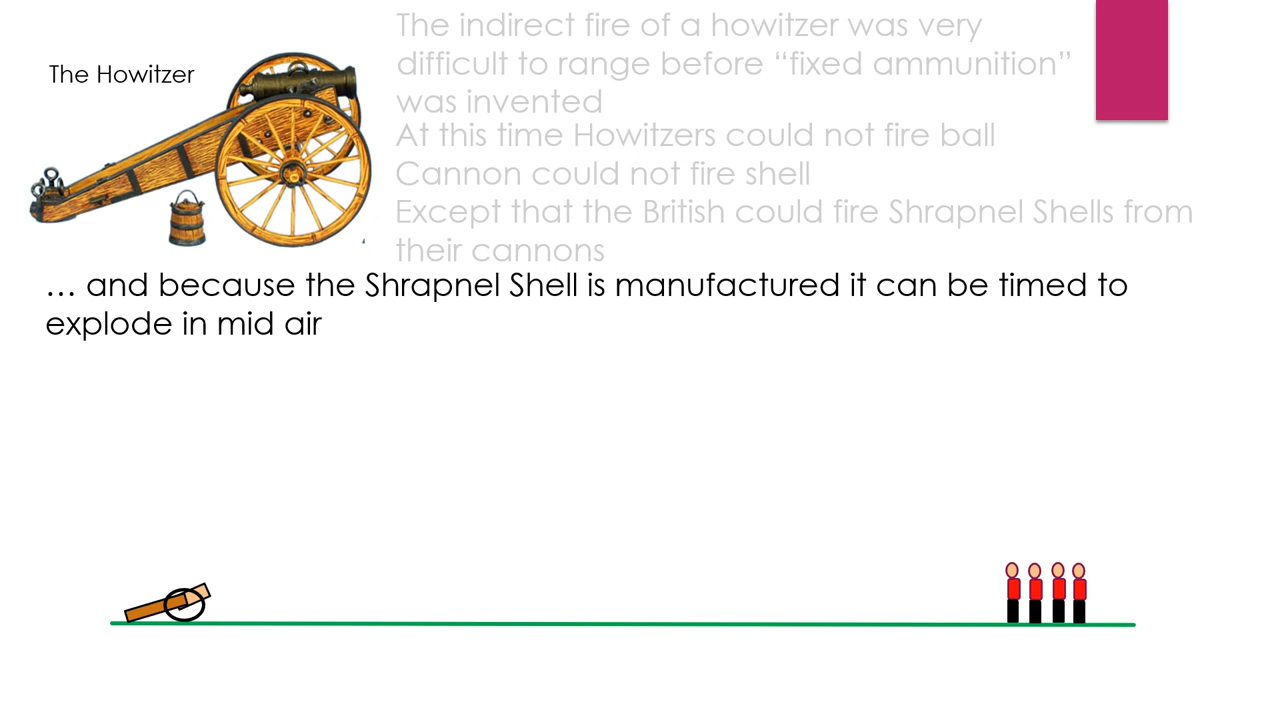 The Howitzer
The indirect fire of a howitzer was very
difficult to range before “fixed ammunition”
was invented
At this time Howitzers could not fire ball
Cannon could not fire shell
Except that the British could fire Shrapnel Shells from
their cannons
… and because the Shrapnel Shell is manufactured it can be timed to
explode in mid air